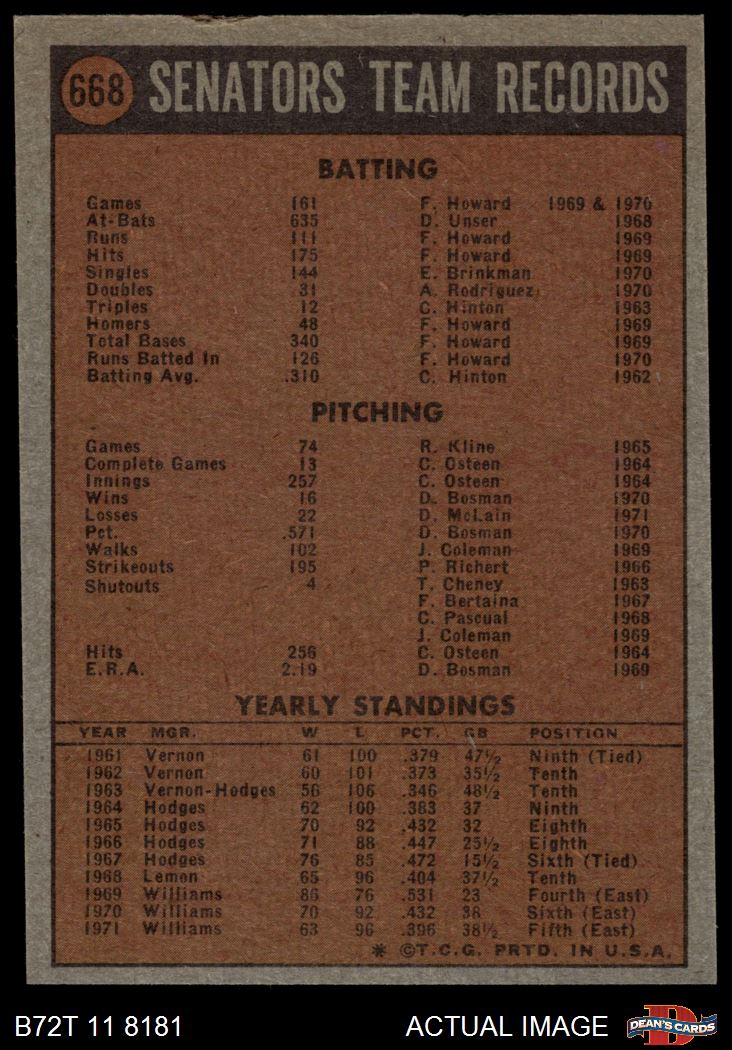 668 SENATORS TEAM RECORDS
BATTING
Games 161 F. Howard 1969 & 1970
At-Bats 635 D. Unser 1968
Runs 111 F. Howard 1969
Hits 175 F. Howard 1969
Singles 144 E. Brinkman 1970
Doubles 31 A. Rodriguez 1970
Triples 12 C. Hinton 1963
Homers 48 F. Howard 1969
Total Bases 340 F. Howard 1969
Runs Batted In 126 F. Howard 1970
Batting Avg. .310 C. Hinton 1962
PITCHING
Games 74 R. Kline 1965
Complete Games 13 C. Osteen 1964
Innings 257 C. Osteen 1964
Wins 16 D. Bosman 1970
Losses 22 D. McLain 1971
Pct. .571 D. Bosman 1970
Walks 102 J. Coleman 1969
Strikeouts 195 P. Richert 1966
Shutouts 4 T. Cheney 1963
F. Bertaina 1967
C. Pascual 1968
J. Coleman 1969
Hits 256 C. Osteen 1964
E.R.A. 2.19 D. Bosman 1969
YEARLY STANDINGS
YEAR MGR. W L PCT. GB POSITION
1961 Vernon 61 100 .379 47½ Ninth (Tied)
1962 Vernon 60 101 .373 35½ Tenth
1963 Vernon-Hodges 56 106 .346 48½ Tenth
1964 Hodges 62 100 .383 37 Ninth
1965 Hodges 70 92 .432 32 Eighth
1966 Hodges 71 88 .447 25½ Eighth
1967 Hodges 76 85 .472 15½ Sixth (Tied)
1968 Lemon 65 96 .404 37½ Tenth
1969 Williams 86 76 .531 23 Fourth (East)
1970 Williams 70 92 .432 38 Sixth (East)
1971 Williams 63 96 .396 38½ Fifth (East)
* ©T.C.G. PRTD. IN U.S.A.
B72T 11 8181 ACTUAL IMAGE DEAN'S CARDS